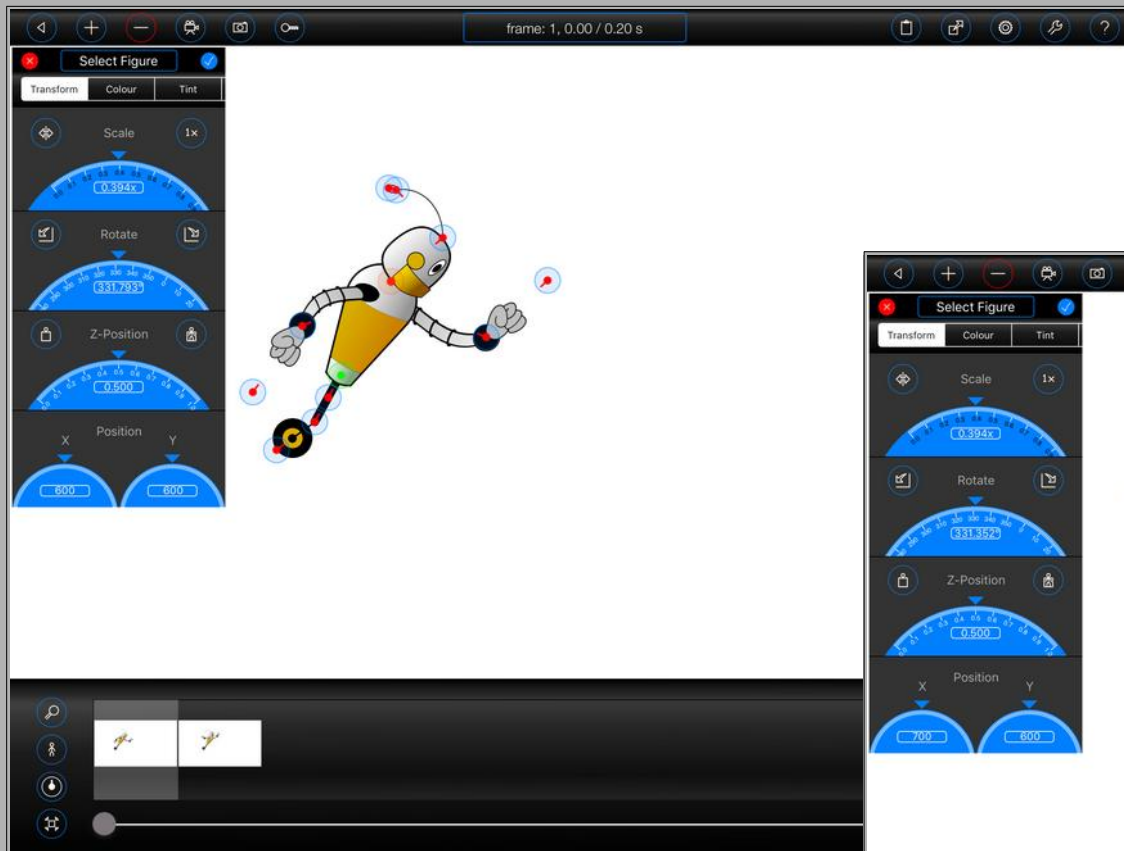 frame: 1, 0.00 / 0.20 s
?
Select Figure
Transform Colour Tint
Scale
1x
0.394x
Rotate
331.793°
Z-Position
0.500
Position
X Y
600 600
Select Figure
Transform Colour Tint
Scale
1x
0.394x
Rotate
331.352°
Z-Position
0.500
Position
X Y
700 600